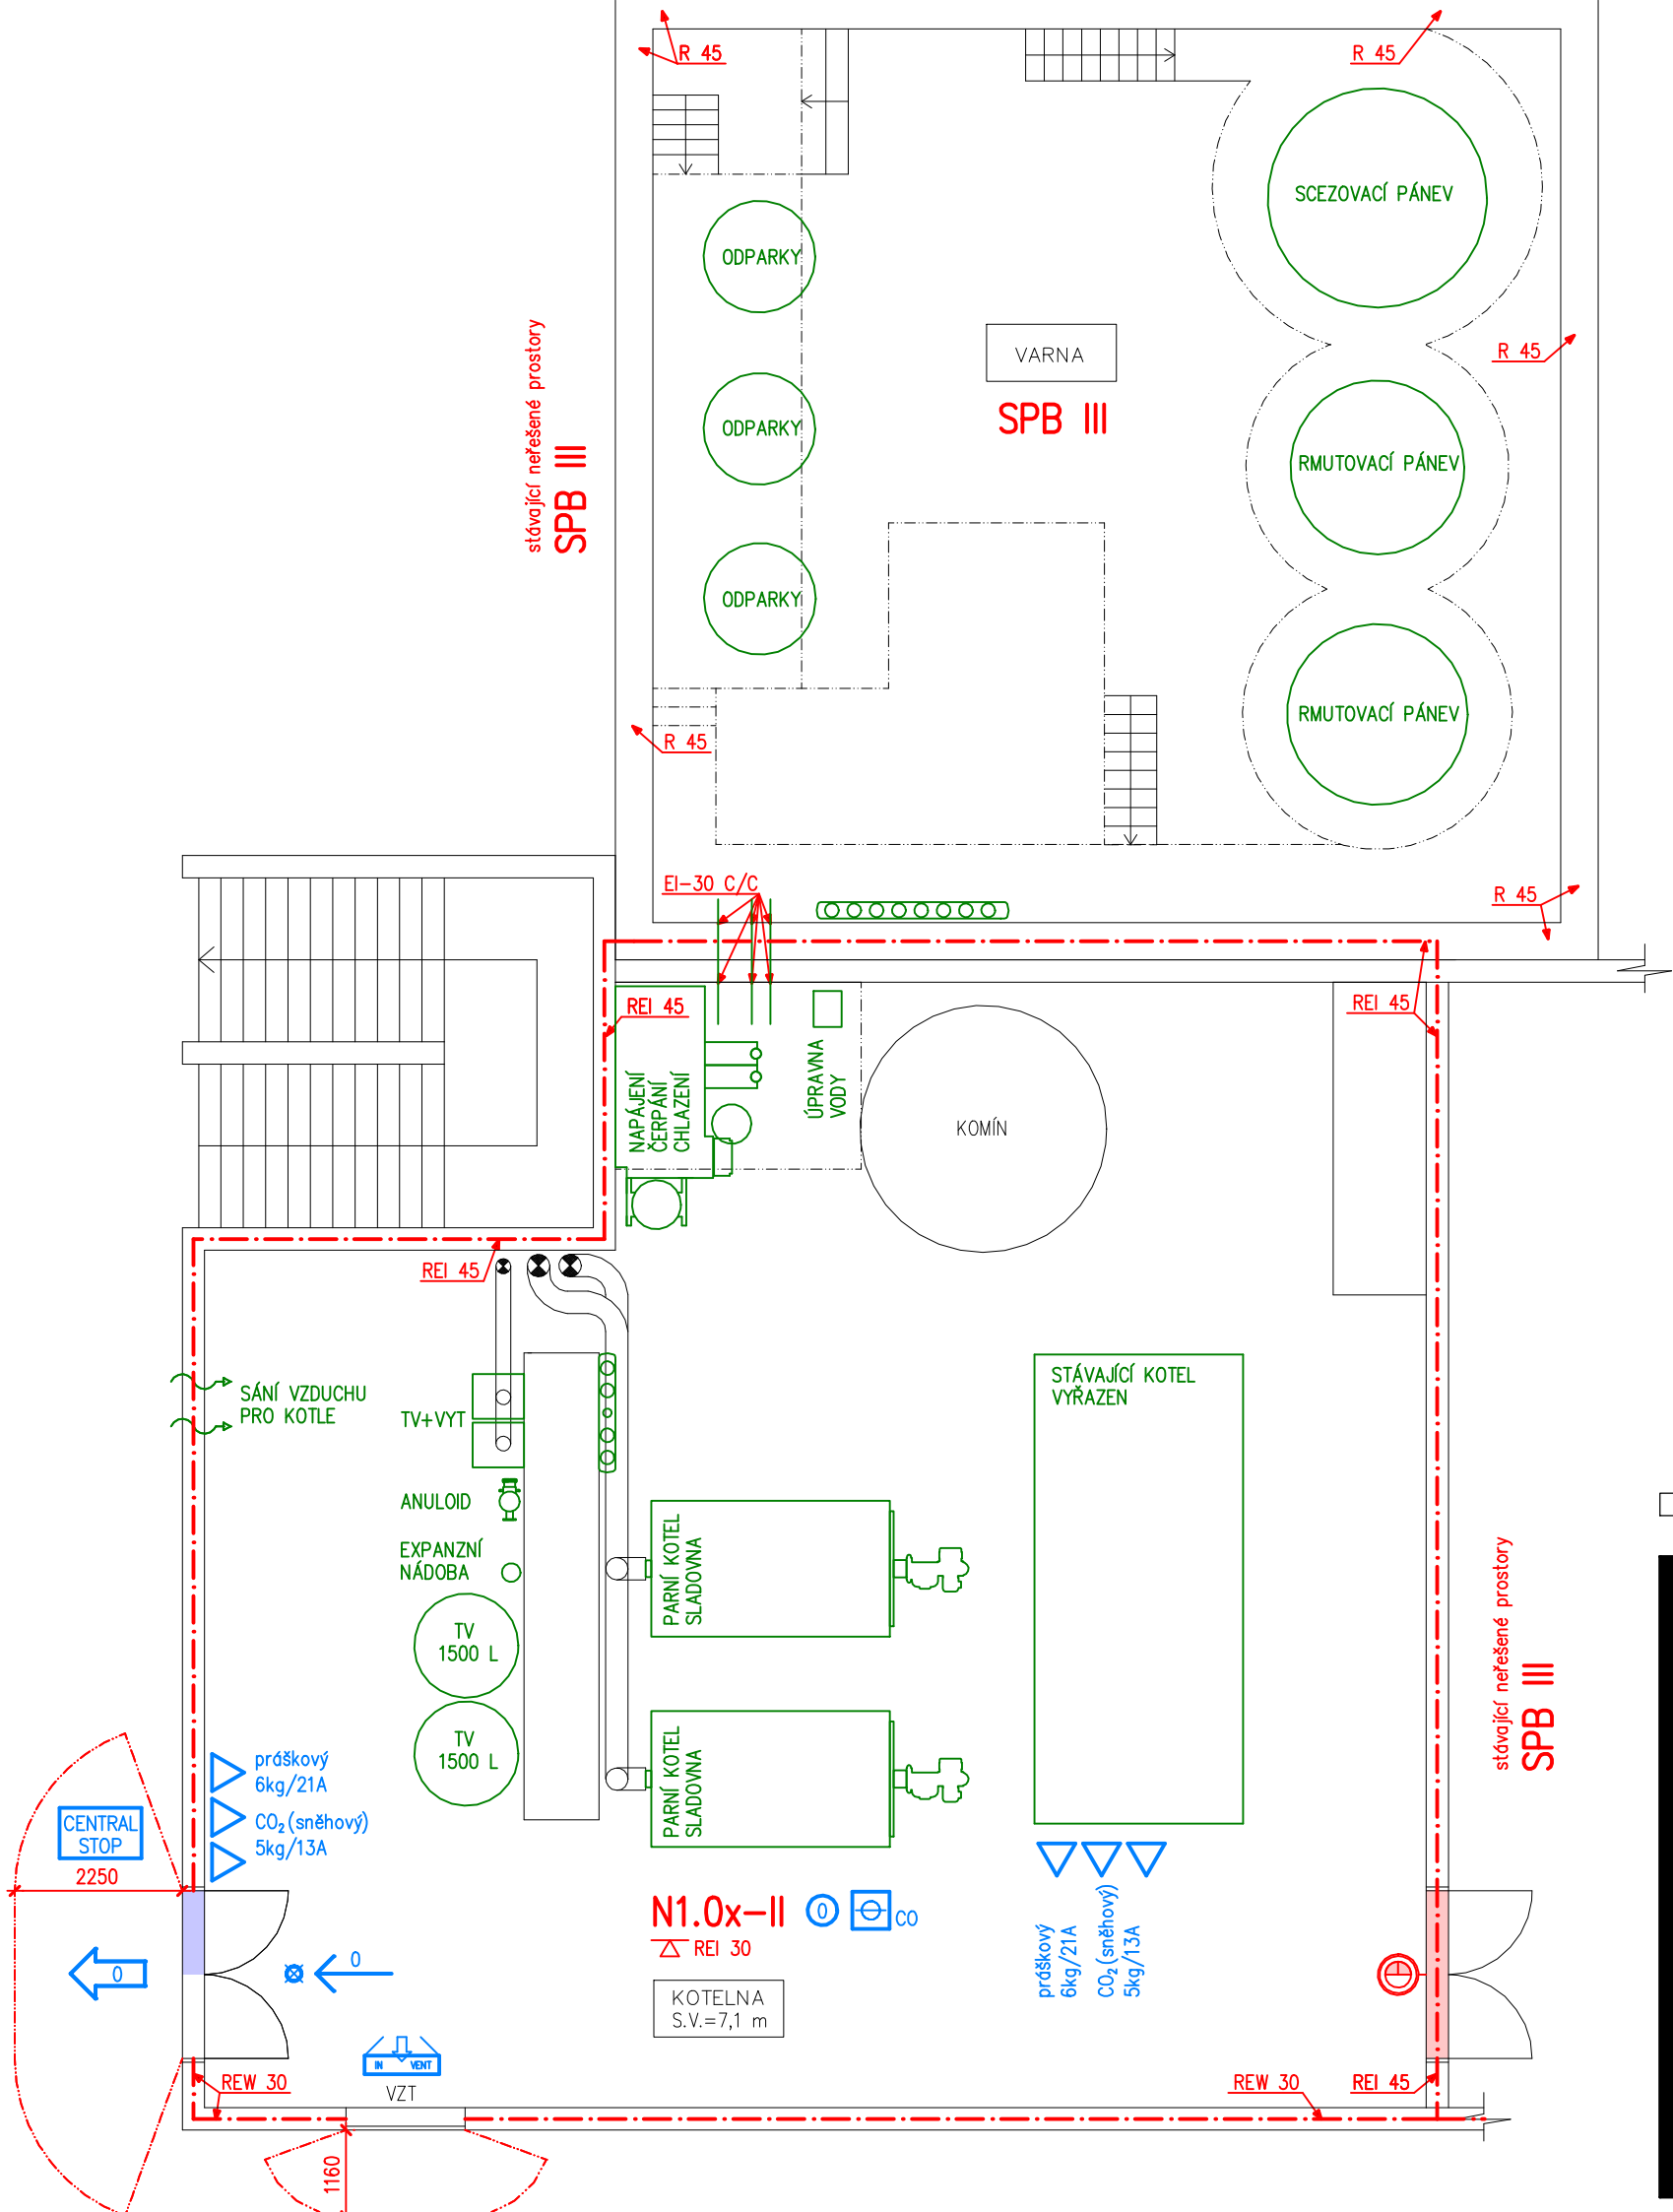 R 45
R 45
SCEZOVACÍ PÁNEV
ODPARKY
stávající neřešené prostory
SPB III
VARNA
SPB III
R 45
ODPARKY
RMUTOVACÍ PÁNEV
ODPARKY
RMUTOVACÍ PÁNEV
R 45
EI-30 C/C
R 45
REI 45
REI 45
NAPÁJENÍ
ČERPÁNÍ
CHLAZENÍ
ÚPRAVNA
VODY
KOMÍN
REI 45
SÁNÍ VZDUCHU
PRO KOTLE
TV+VYT
STÁVAJÍCÍ KOTEL
VYŘAZEN
ANULOID
EXPANZNÍ
NÁDOBA
PARNÍ KOTEL
SLADOVNA
TV
1500 L
stávající neřešené prostory
SPB III
TV
1500 L
PARNÍ KOTEL
SLADOVNA
práškový
6kg/21A
CO₂(sněhový)
5kg/13A
CENTRAL
STOP
2250
N1.0x-II
0
CO
REI 30
práškový
6kg/21A
CO₂(sněhový)
5kg/13A
0
0
KOTELNA
S.V.=7,1 m
IN VENT
VZT
REW 30
REW 30
REI 45
1160